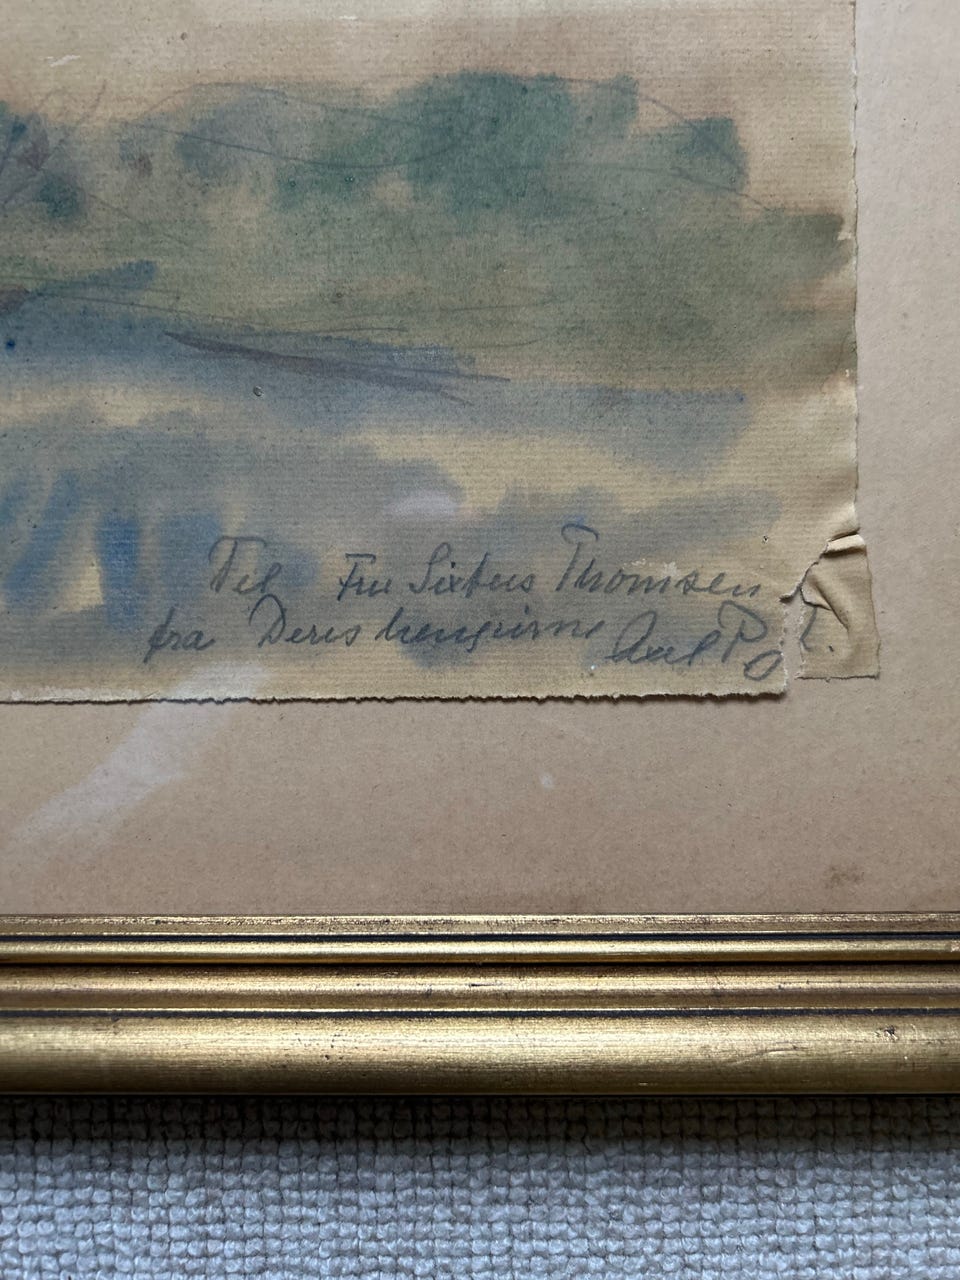 Til Fru Sixtus Thomsen
fra Deres hengivne Axel P.